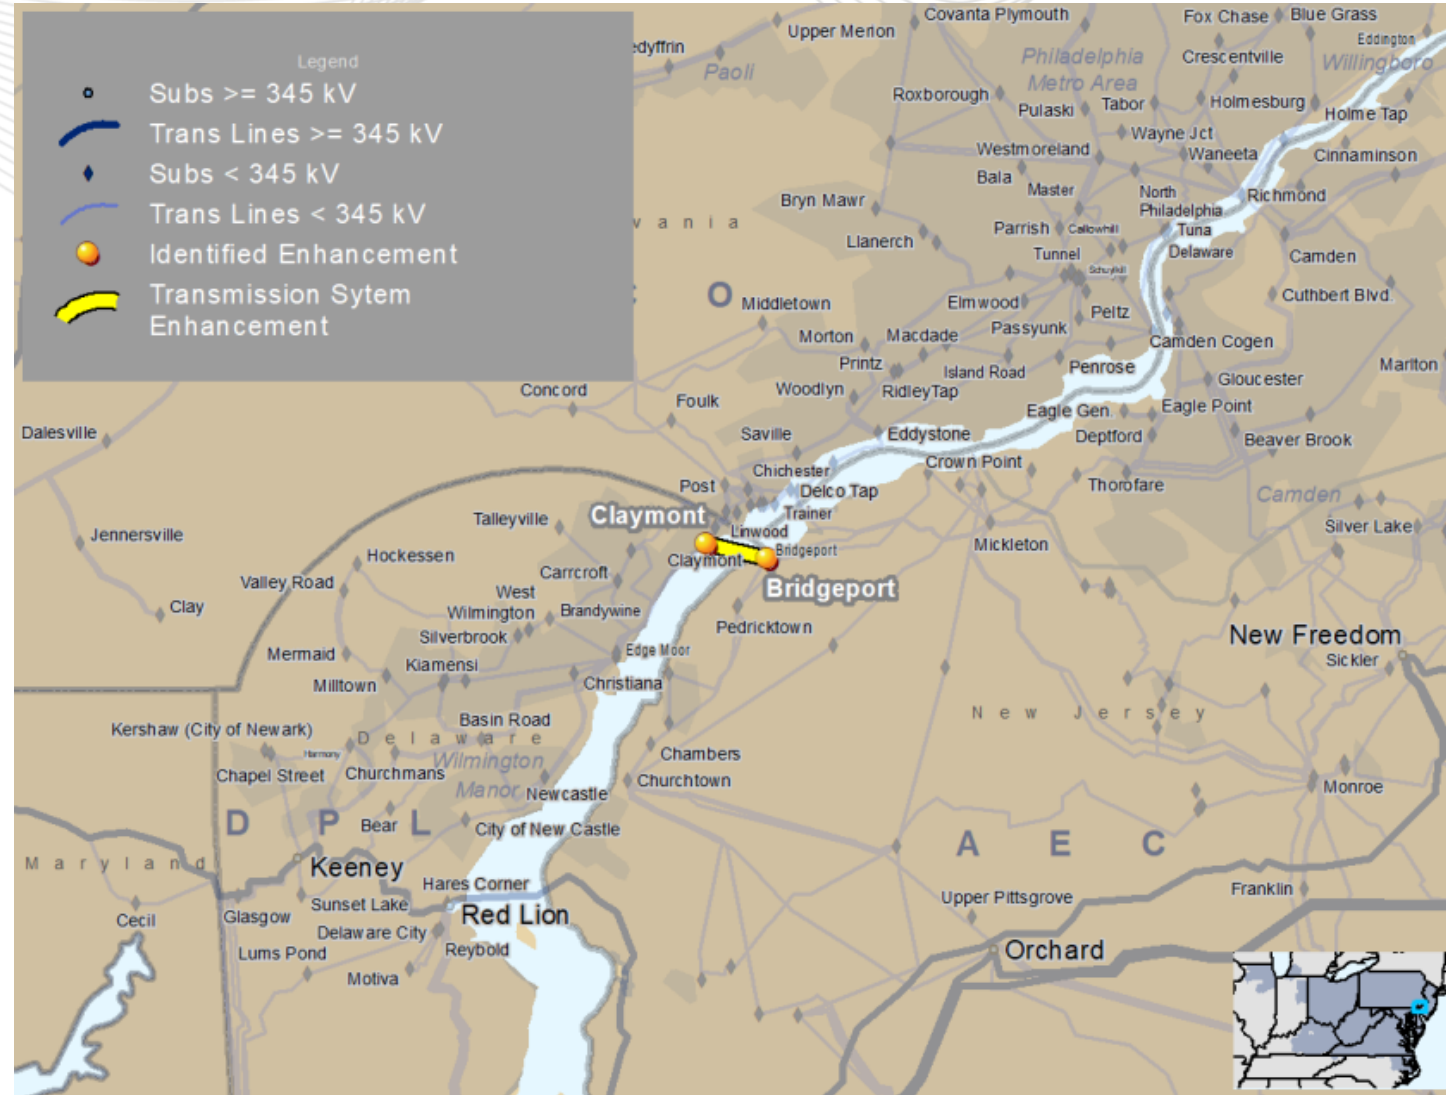 Legend
Subs >= 345 kV
Trans Lines >= 345 kV
Subs < 345 kV
Trans Lines < 345 kV
Identified Enhancement
Transmission Sytem
Enhancement
edyffrin
Upper Merion
Covanta Plymouth
Fox Chase
Blue Grass
Eddington
Paoli
Philadelphia
Metro Area
Crescentville
Willingboro
Roxborough
Pulaski
Tabor
Holmesburg
Holme Tap
Wayne Jct
Westmoreland
Waneeta
Cinnaminson
Bala
Master
North
Philadelphia
Richmond
Bryn Mawr
vania
Parrish
Callowhill
Tuna
Llanerch
Tunnel
Delaware
Camden
Schuylkill
C O
Middletown
Elmwood
Peltz
Cuthbert Blvd.
Morton
Macdade
Passyunk
Camden Cogen
Printz
Island Road
Penrose
Marlton
Concord
Woodlyn
RidleyTap
Gloucester
Foulk
Eagle Gen.
Eagle Point
Dalesville
Saville
Eddystone
Deptford
Beaver Brook
Chichester
Crown Point
Post
Delco Tap
Thorofare
Camden
Claymont
Trainer
Talleyville
Linwood
Silver Lake
Jennersville
Bridgeport
Mickleton
Hockessen
Claymont
Carrcroft
Bridgeport
Valley Road
West
Wilmington
Clay
Brandywine
Pedricktown
Silverbrook
New Freedom
Mermaid
Edge Moor
Sickler
Kiamensi
Milltown
Christiana
New Jersey
Basin Road
Kershaw (City of Newark)
Delaware
Harmony
Wilmington
Manor
Chambers
Chapel Street
Churchmans
Churchtown
Newcastle
Monroe
D P L
Bear
City of New Castle
A E C
Maryland
Keeney
Hares Corner
Franklin
Upper Pittsgrove
Cecil
Glasgow
Sunset Lake
Red Lion
Delaware City
Lums Pond
Reybold
Orchard
Motiva